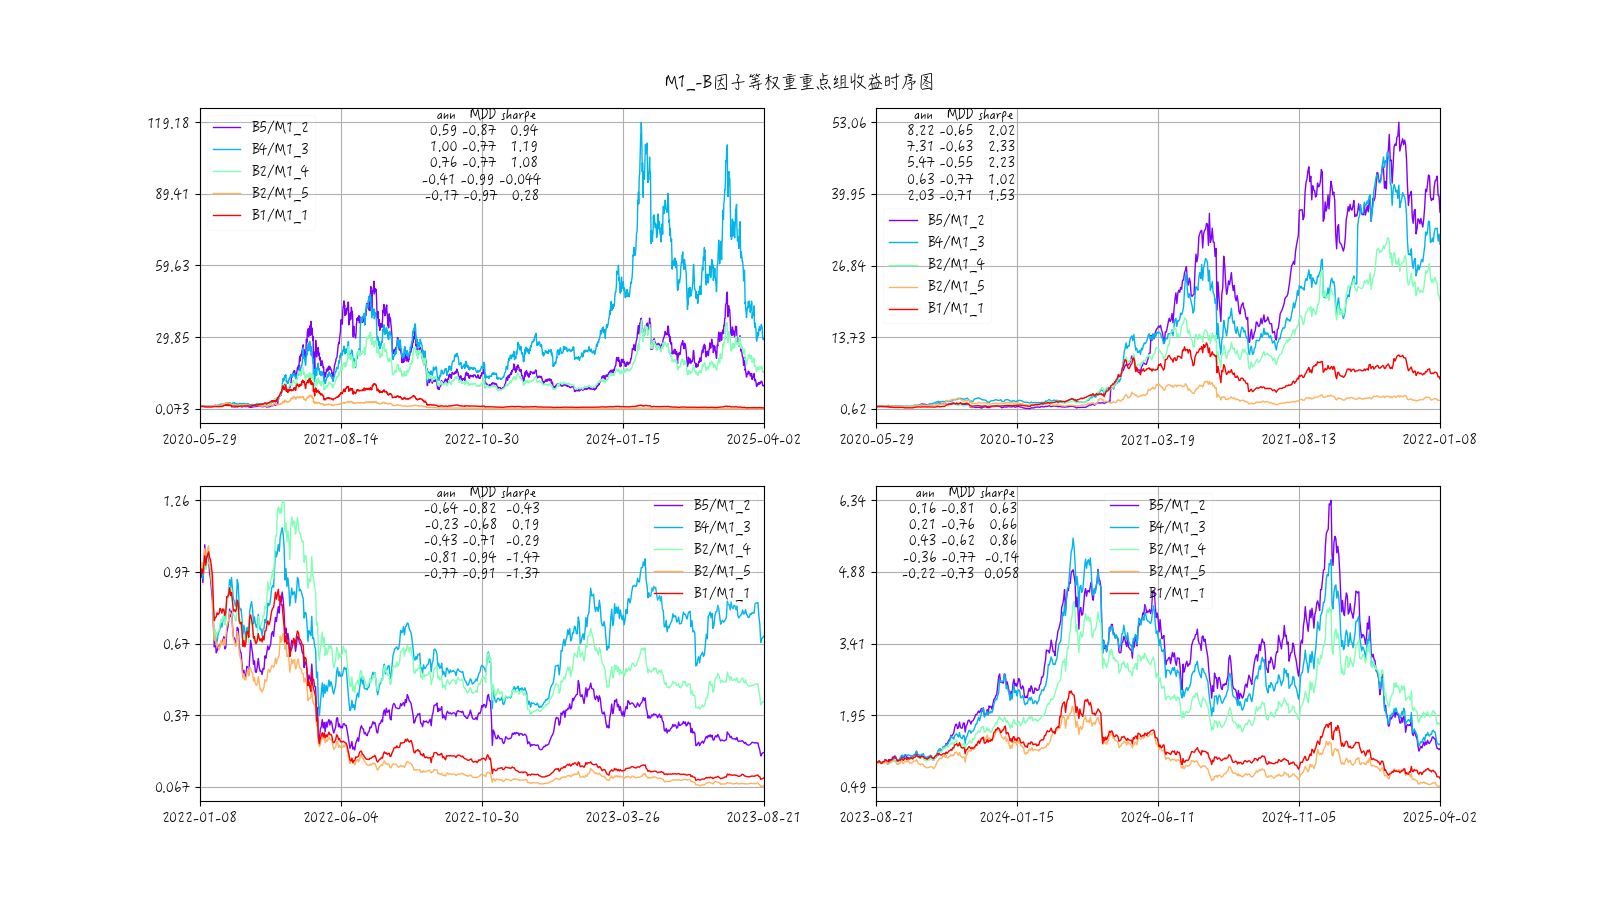 M1_-B因子等权重重点组收益时序图
119.18
89.41
59.63
29.85
0.073
B5/M1_2
B4/M1_3
B2/M1_4
B2/M1_5
B1/M1_1
ann MDD sharpe
0.59 -0.87 0.94
1.00 -0.77 1.19
0.76 -0.77 1.08
-0.41 -0.99 -0.044
-0.17 -0.97 0.28
2020-05-29 2021-08-14 2022-10-30 2024-01-15 2025-04-02
53.06
39.95
26.84
13.73
0.62
ann MDD sharpe
8.22 -0.65 2.02
7.31 -0.63 2.33
5.47 -0.55 2.23
0.63 -0.77 1.02
2.03 -0.71 1.53
B5/M1_2
B4/M1_3
B2/M1_4
B2/M1_5
B1/M1_1
2020-05-29 2020-10-23 2021-03-19 2021-08-13 2022-01-08
1.26
0.97
0.67
0.37
0.067
ann MDD sharpe
-0.64 -0.82 -0.43
-0.23 -0.68 0.19
-0.43 -0.71 -0.29
-0.81 -0.94 -1.47
-0.77 -0.91 -1.37
B5/M1_2
B4/M1_3
B2/M1_4
B2/M1_5
B1/M1_1
2022-01-08 2022-06-04 2022-10-30 2023-03-26 2023-08-21
6.34
4.88
3.41
1.95
0.49
ann MDD sharpe
0.16 -0.81 0.63
0.21 -0.76 0.66
0.43 -0.62 0.86
-0.36 -0.77 -0.14
-0.22 -0.73 0.058
B5/M1_2
B4/M1_3
B2/M1_4
B2/M1_5
B1/M1_1
2023-08-21 2024-01-15 2024-06-11 2024-11-05 2025-04-02